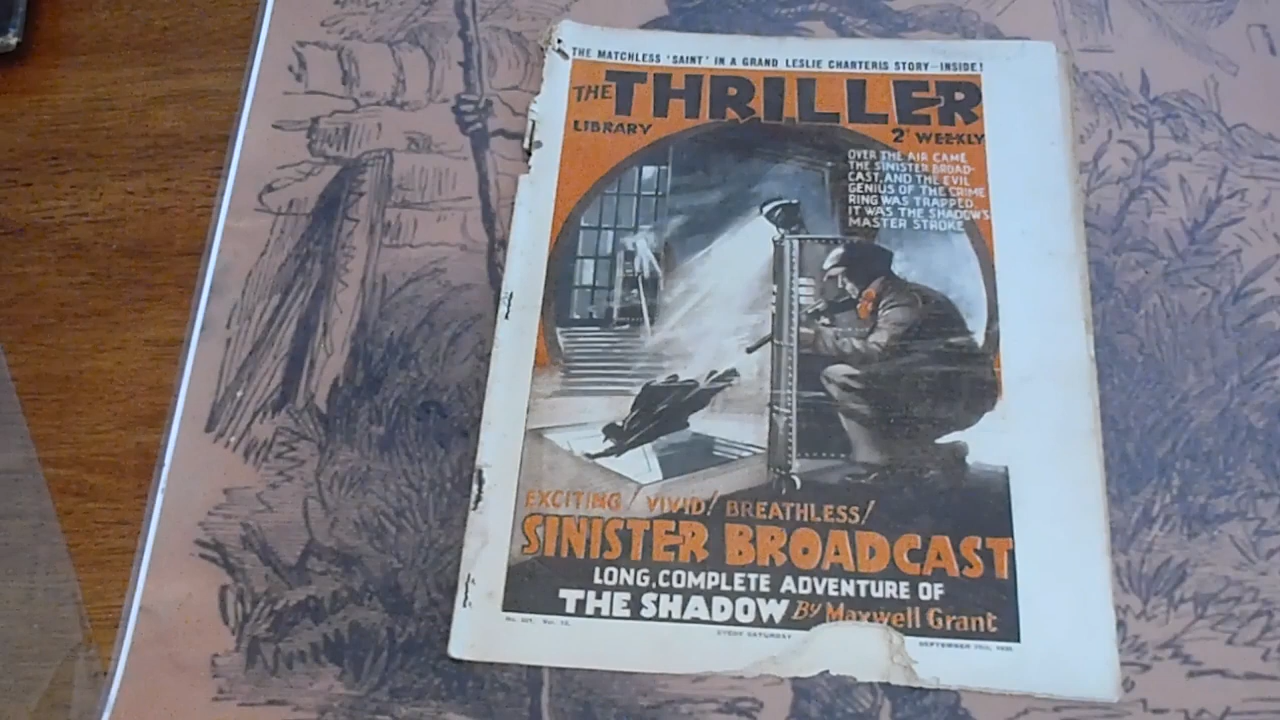 THE MATCHLESS 'SAINT' IN A GRAND LESLIE CHARTERIS STORY—INSIDE!
THE THRILLER
LIBRARY
2ᴰ WEEKLY
OVER THE AIR CAME
THE SINISTER BROAD-
CAST, AND THE EVIL
GENIUS OF THE CRIME
RING WAS TRAPPED.
IT WAS THE SHADOW'S
MASTER STROKE
EXCITING! VIVID! BREATHLESS!
SINISTER BROADCAST
LONG, COMPLETE ADVENTURE OF
THE SHADOW By Maxwell Grant
EVERY SATURDAY
SEPTEMBER